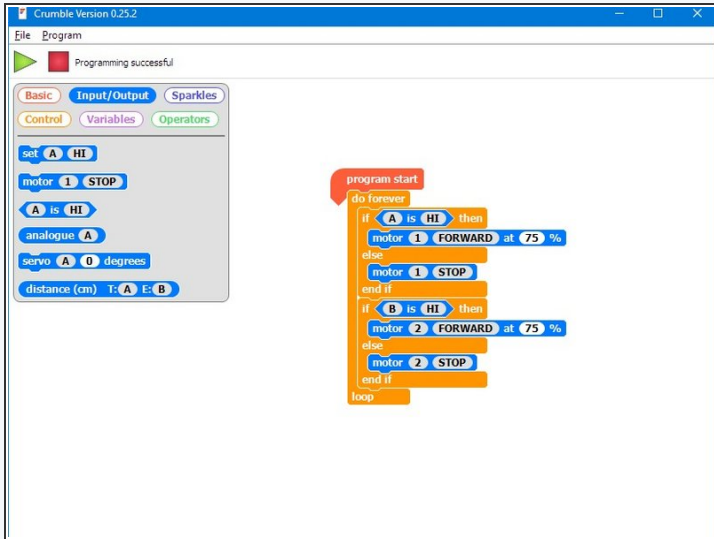 Crumble Version 0.25.2
File Program
Programming successful
Basic Input/Output Sparkles
Control Variables Operators
set A HI
motor 1 STOP
A is HI
analogue A
servo A 0 degrees
distance (cm) T: A E: B
program start
do forever
if A is HI then
motor 1 FORWARD at 75 %
else
motor 1 STOP
end if
if B is HI then
motor 2 FORWARD at 75 %
else
motor 2 STOP
end if
loop